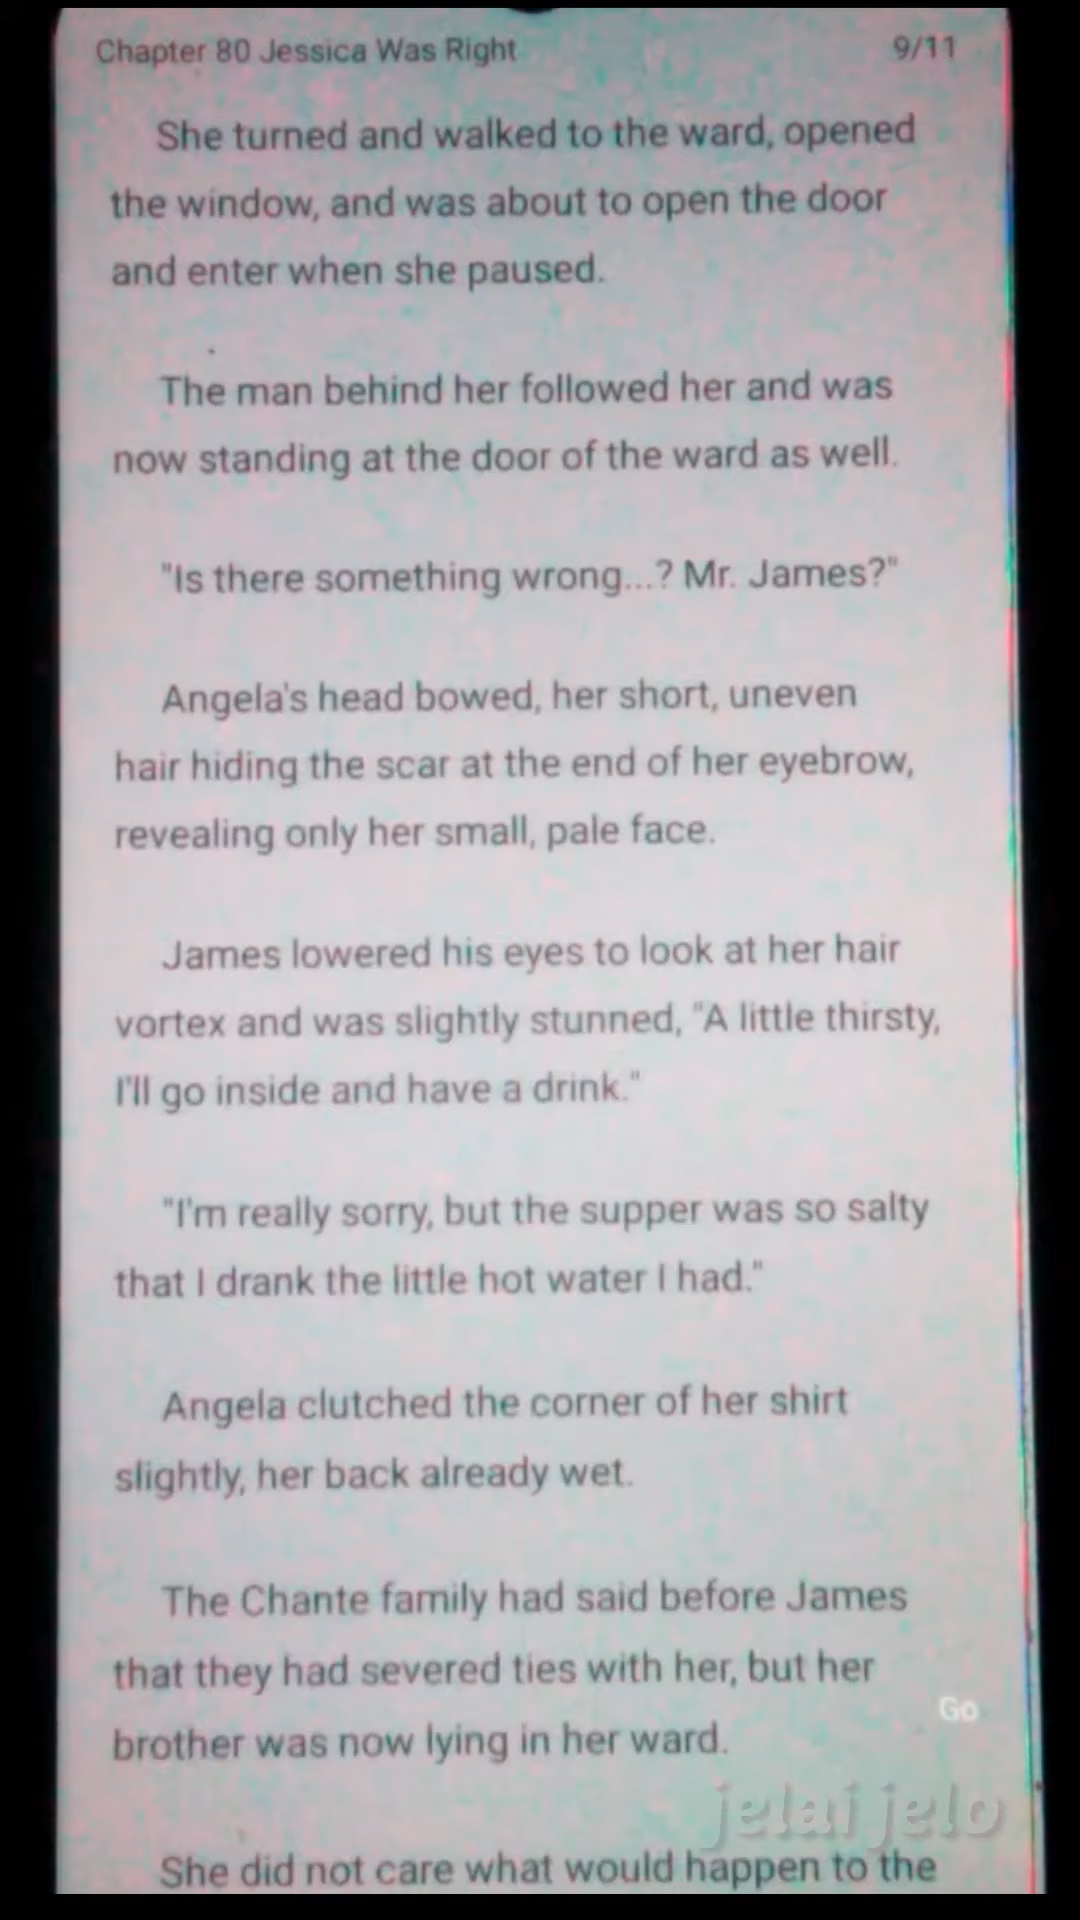 Chapter 80 Jessica Was Right
9/11
She turned and walked to the ward, opened
the window, and was about to open the door
and enter when she paused.
The man behind her followed her and was
now standing at the door of the ward as well.
"Is there something wrong...? Mr. James?"
Angela's head bowed, her short, uneven
hair hiding the scar at the end of her eyebrow,
revealing only her small, pale face.
James lowered his eyes to look at her hair
vortex and was slightly stunned, "A little thirsty,
I'll go inside and have a drink."
"I'm really sorry, but the supper was so salty
that I drank the little hot water I had."
Angela clutched the corner of her shirt
slightly, her back already wet.
The Chante family had said before James
that they had severed ties with her, but her
brother was now lying in her ward.
Go
jelai jelo
She did not care what would happen to the